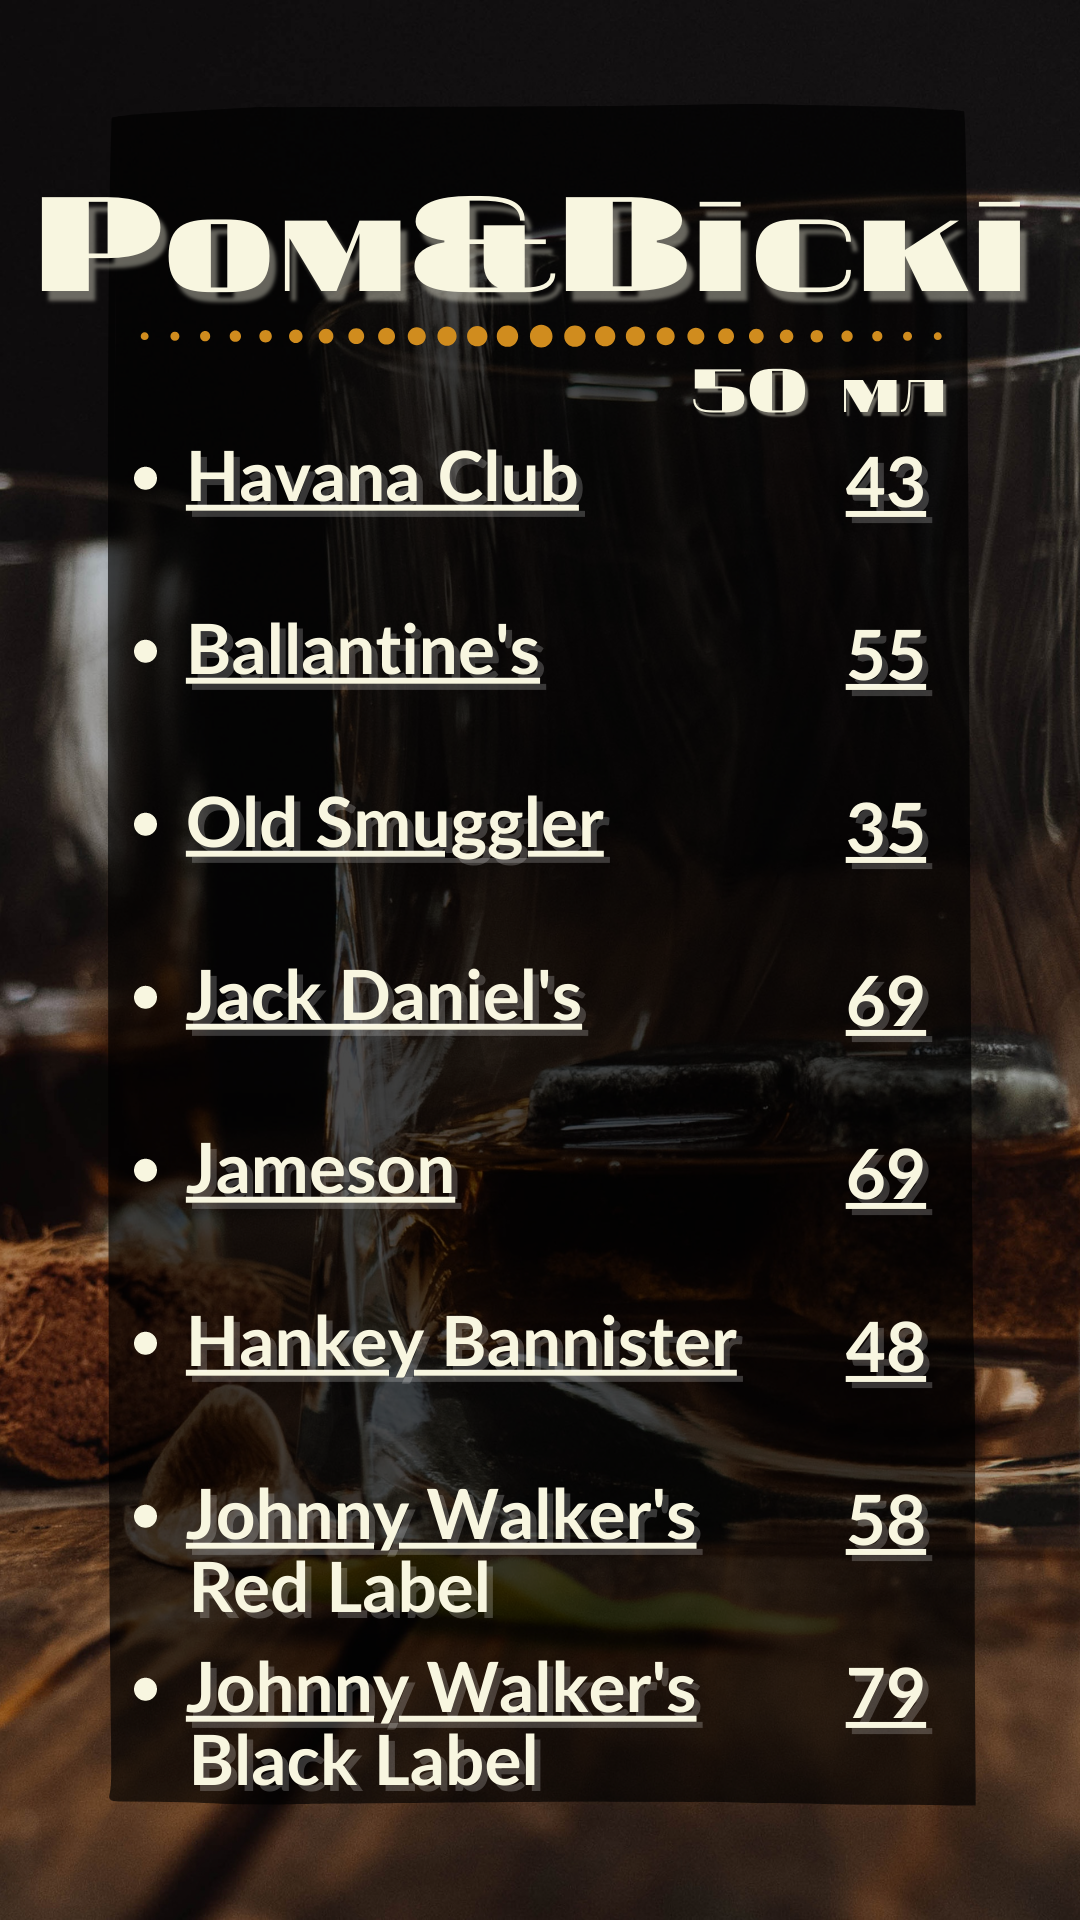 Ром&Віскі
50 мл
• Havana Club 43
• Ballantine's 55
• Old Smuggler 35
• Jack Daniel's 69
• Jameson 69
• Hankey Bannister 48
• Johnny Walker's 58
Red Label
• Johnny Walker's 79
Black Label